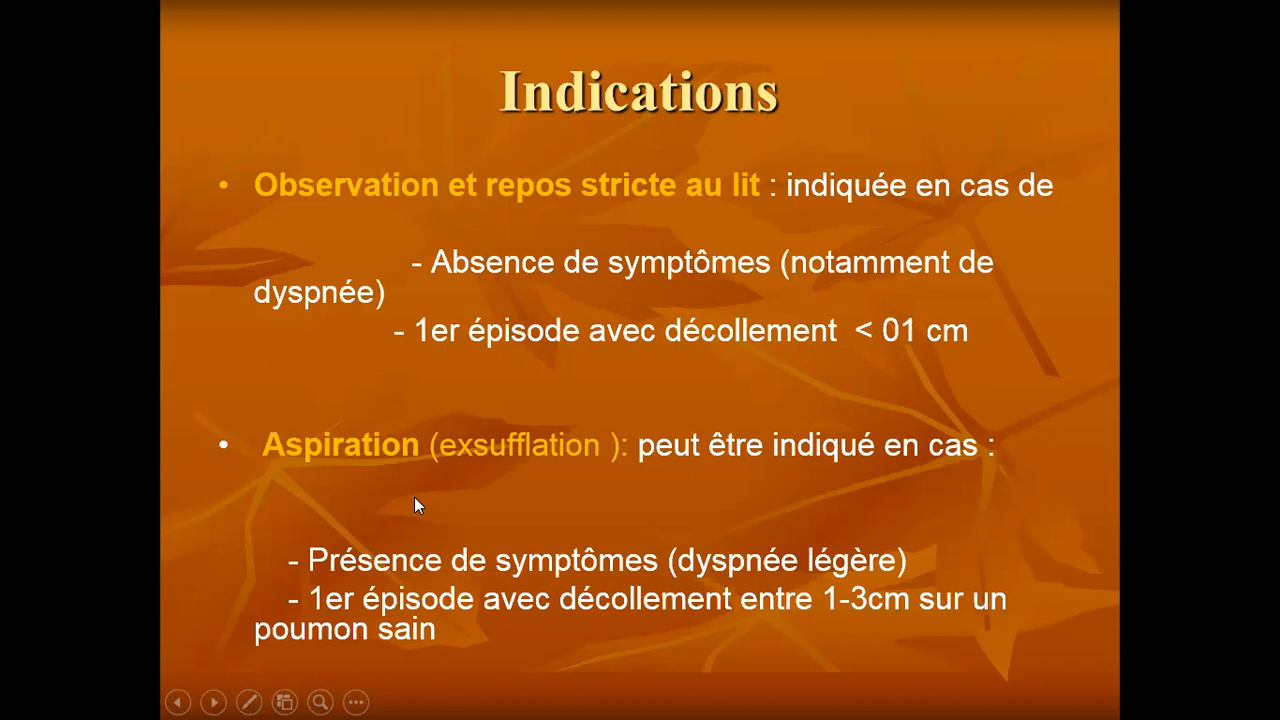 Indications
• Observation et repos stricte au lit : indiquée en cas de
- Absence de symptômes (notamment de
dyspnée)
- 1er épisode avec décollement < 01 cm
• Aspiration (exsufflation ): peut être indiqué en cas :
- Présence de symptômes (dyspnée légère)
- 1er épisode avec décollement entre 1-3cm sur un
poumon sain